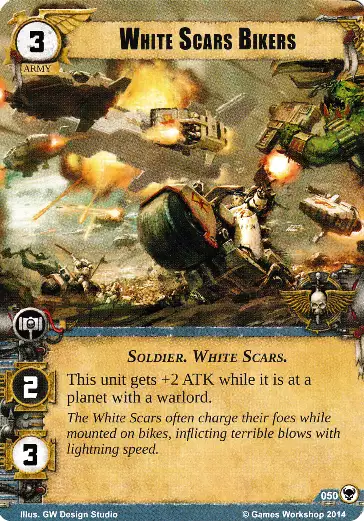 3
White Scars Bikers
ARMY
Soldier. White Scars.
2
This unit gets +2 ATK while it is at a
planet with a warlord.
The White Scars often charge their foes while
mounted on bikes, inflicting terrible blows with
lightning speed.
3
050
Illus. GW Design Studio
© Games Workshop 2014